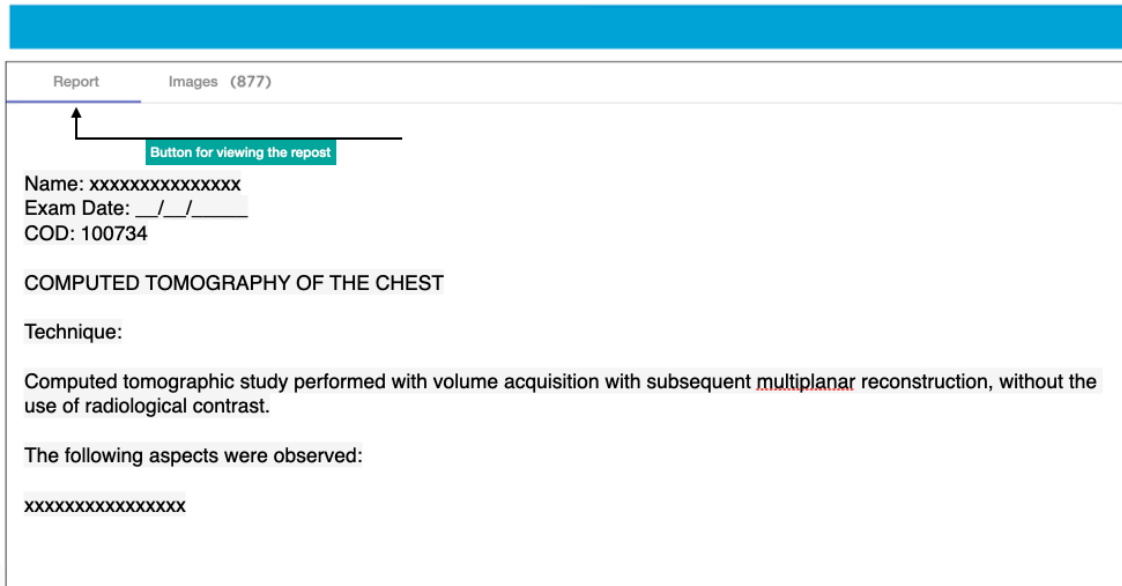 Report Images (877)
Button for viewing the repost
Name: xxxxxxxxxxxxxxx
Exam Date: __/__/_____
COD: 100734
COMPUTED TOMOGRAPHY OF THE CHEST
Technique:
Computed tomographic study performed with volume acquisition with subsequent multiplanar reconstruction, without the
use of radiological contrast.
The following aspects were observed:
xxxxxxxxxxxxxxxx